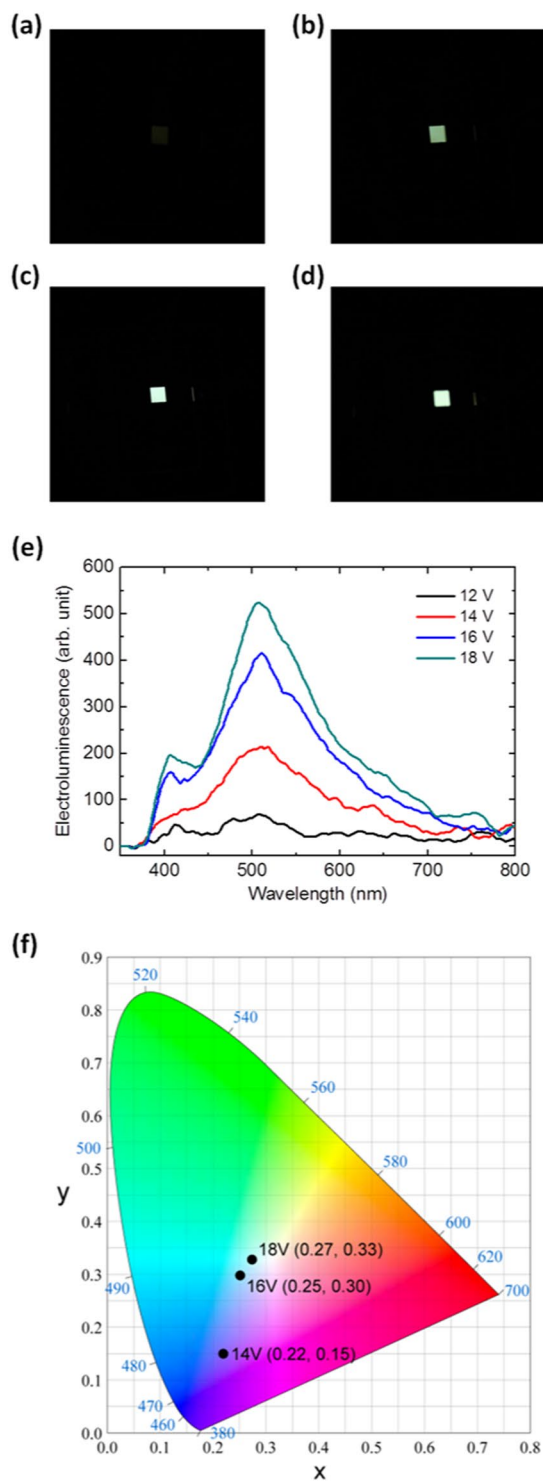 (a)
(b)
(c)
(d)
(e)
600
500
400
300
200
100
0
Electroluminescence (arb. unit)
12 V
14 V
16 V
18 V
400 500 600 700 800
Wavelength (nm)
(f)
0.9
0.8
0.7
0.6
0.5
0.4
0.3
0.2
0.1
0.0
y
520
540
560
500
580
600
620
490
700
480
470
460
380
18V (0.27, 0.33)
16V (0.25, 0.30)
14V (0.22, 0.15)
0.0 0.1 0.2 0.3 0.4 0.5 0.6 0.7 0.8
x